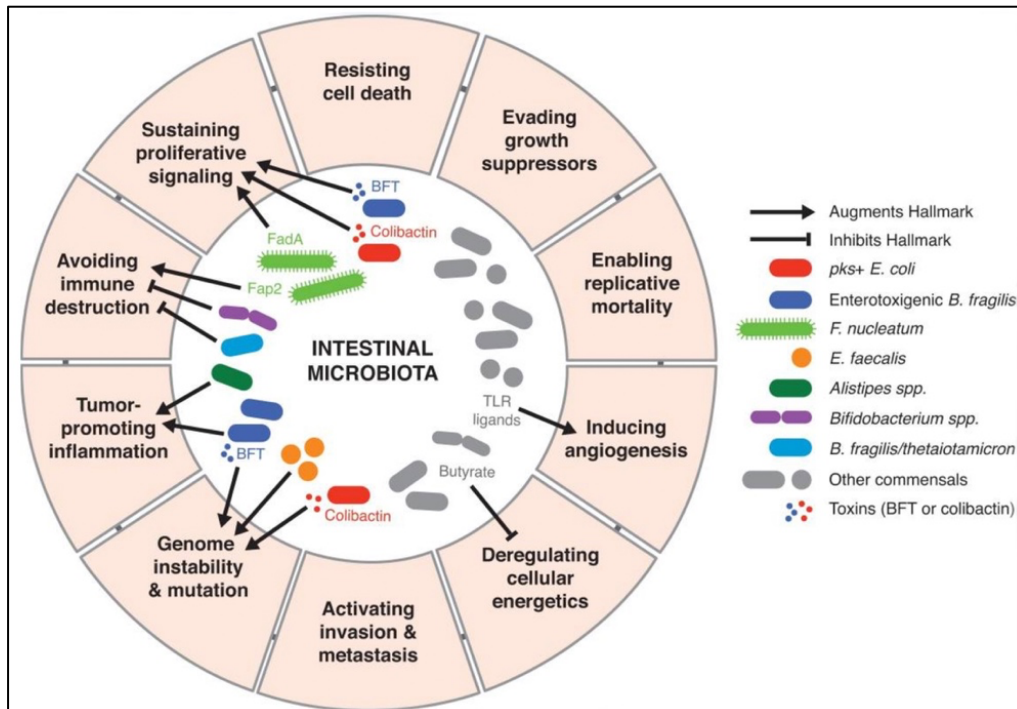 Resisting
cell death
Evading
growth
suppressors
Enabling
replicative
mortality
Inducing
angiogenesis
Deregulating
cellular
energetics
Activating
invasion &
metastasis
Genome
instability
& mutation
Tumor-
promoting
inflammation
Avoiding
immune
destruction
Sustaining
proliferative
signaling
BFT
Colibactin
FadA
Fap2
INTESTINAL
MICROBIOTA
TLR
ligands
Butyrate
BFT
Colibactin
Augments Hallmark
Inhibits Hallmark
pks+ E. coli
Enterotoxigenic B. fragilis
F. nucleatum
E. faecalis
Alistipes spp.
Bifidobacterium spp.
B. fragilis/thetaiotamicron
Other commensals
Toxins (BFT or colibactin)